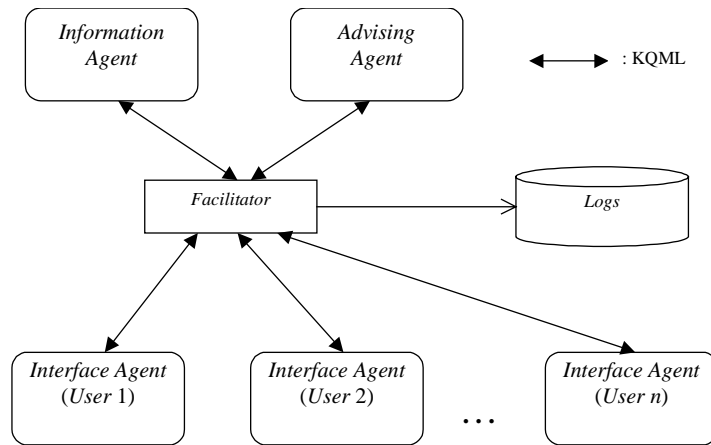 Information
Agent
Advising
Agent
: KQML
Facilitator
Logs
Interface Agent
(User 1)
Interface Agent
(User 2)
...
Interface Agent
(User n)